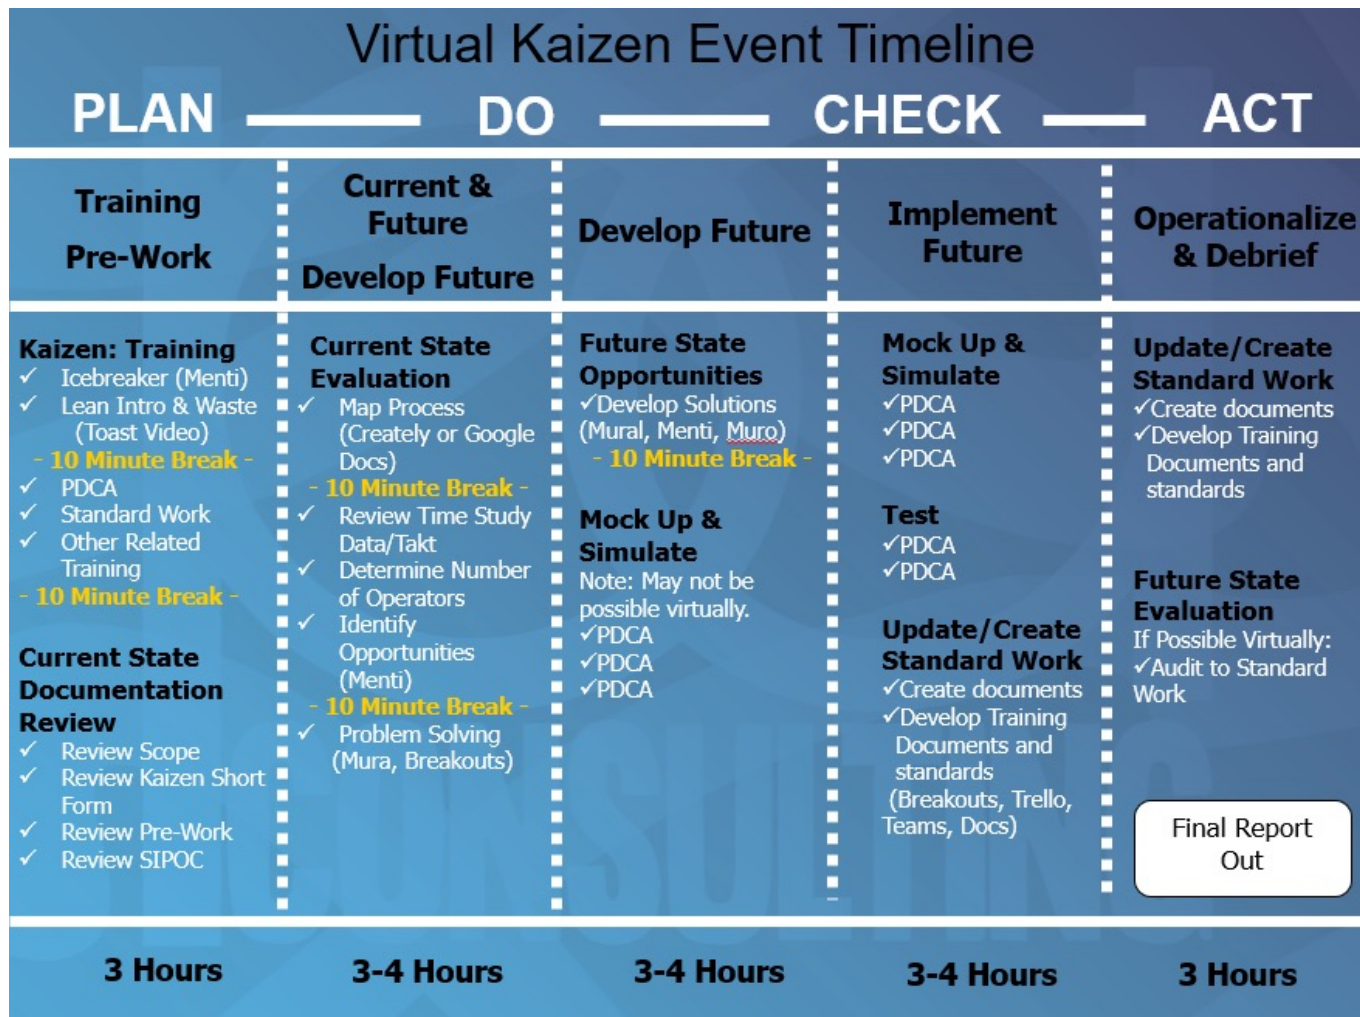 Virtual Kaizen Event Timeline
PLAN
DO
CHECK
ACT
Training
Pre-Work
Current &
Future
Develop Future
Develop Future
Implement
Future
Operationalize
& Debrief
Kaizen: Training
✓ Icebreaker (Menti)
✓ Lean Intro & Waste
(Toast Video)
- 10 Minute Break -
✓ PDCA
✓ Standard Work
✓ Other Related
Training
- 10 Minute Break -
Current State
Documentation
Review
✓ Review Scope
✓ Review Kaizen Short
Form
✓ Review Pre-Work
✓ Review SIPOC
Current State
Evaluation
✓ Map Process
(Creately or Google
Docs)
- 10 Minute Break -
✓ Review Time Study
Data/Takt
✓ Determine Number
of Operators
✓ Identify
Opportunities
(Menti)
- 10 Minute Break -
✓ Problem Solving
(Mura, Breakouts)
Future State
Opportunities
✓Develop Solutions
(Mural, Menti, Muro)
- 10 Minute Break -
Mock Up &
Simulate
Note: May not be
possible virtually.
✓PDCA
✓PDCA
✓PDCA
Mock Up &
Simulate
✓PDCA
✓PDCA
✓PDCA
Test
✓PDCA
✓PDCA
Update/Create
Standard Work
✓Create documents
✓Develop Training
Documents and
standards
(Breakouts, Trello,
Teams, Docs)
Update/Create
Standard Work
✓Create documents
✓Develop Training
Documents and
standards
Future State
Evaluation
If Possible Virtually:
✓Audit to Standard
Work
Final Report
Out
3 Hours
3-4 Hours
3-4 Hours
3-4 Hours
3 Hours
CONSULTING